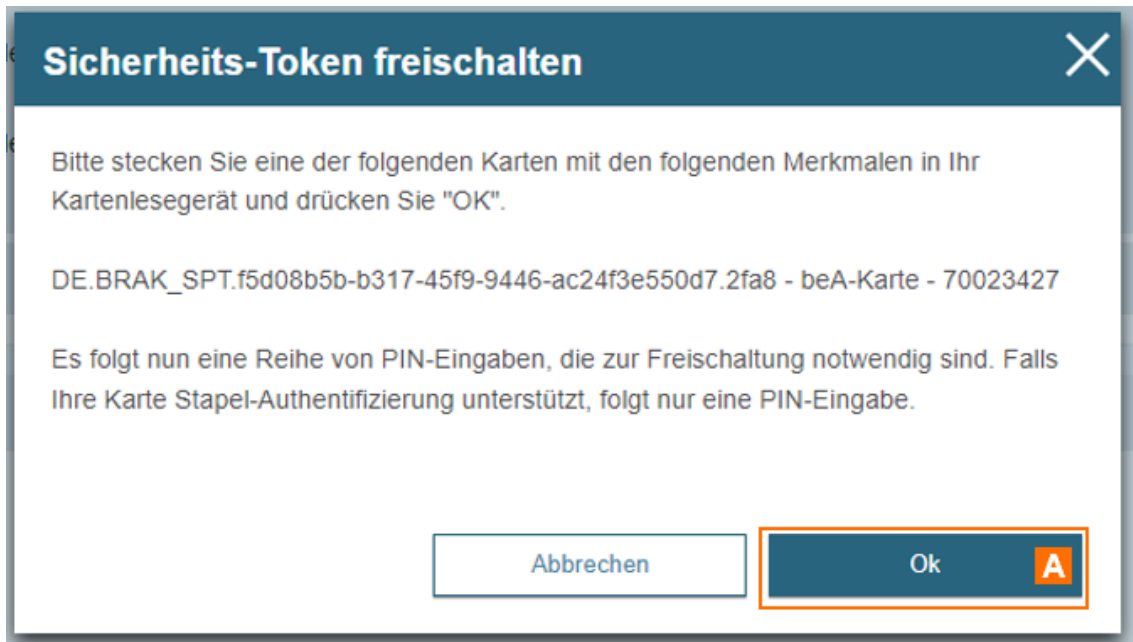 Sicherheits-Token freischalten
Bitte stecken Sie eine der folgenden Karten mit den folgenden Merkmalen in Ihr
Kartenlesegerät und drücken Sie "OK".
DE.BRAK_SPT.f5d08b5b-b317-45f9-9446-ac24f3e550d7.2fa8 - beA-Karte - 70023427
Es folgt nun eine Reihe von PIN-Eingaben, die zur Freischaltung notwendig sind. Falls
Ihre Karte Stapel-Authentifizierung unterstützt, folgt nur eine PIN-Eingabe.
Abbrechen
Ok A